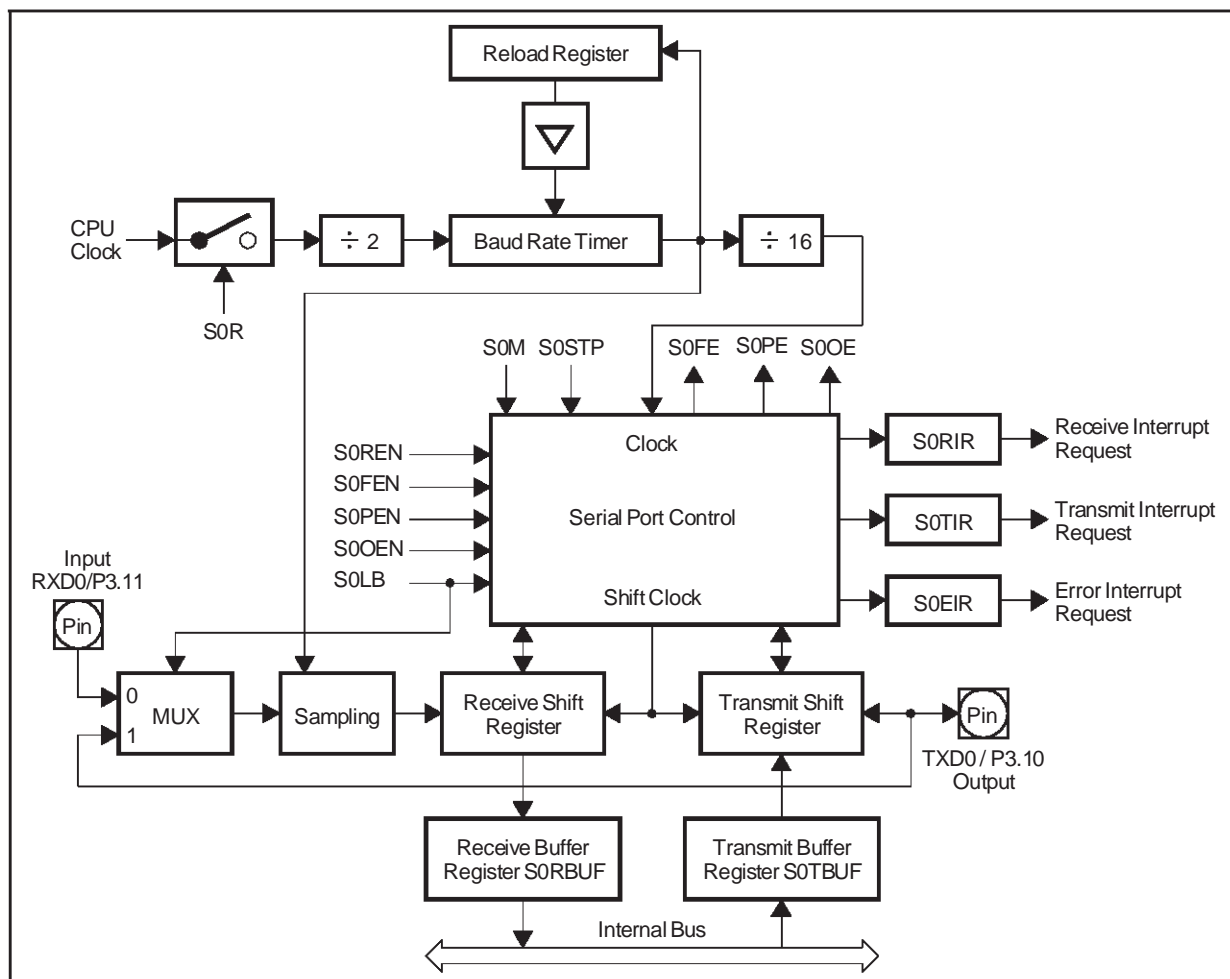 Reload Register
CPU
Clock
÷ 2
Baud Rate Timer
÷ 16
S0R
S0M
S0STP
S0FE
S0PE
S0OE
Clock
S0REN
S0FEN
S0PEN
S0OEN
S0LB
Serial Port Control
Shift Clock
S0RIR
Receive Interrupt
Request
S0TIR
Transmit Interrupt
Request
S0EIR
Error Interrupt
Request
Input
RXD0/P3.11
Pin
0
1
MUX
Sampling
Receive Shift
Register
Transmit Shift
Register
Pin
TXD0 / P3.10
Output
Receive Buffer
Register S0RBUF
Transmit Buffer
Register S0TBUF
Internal Bus